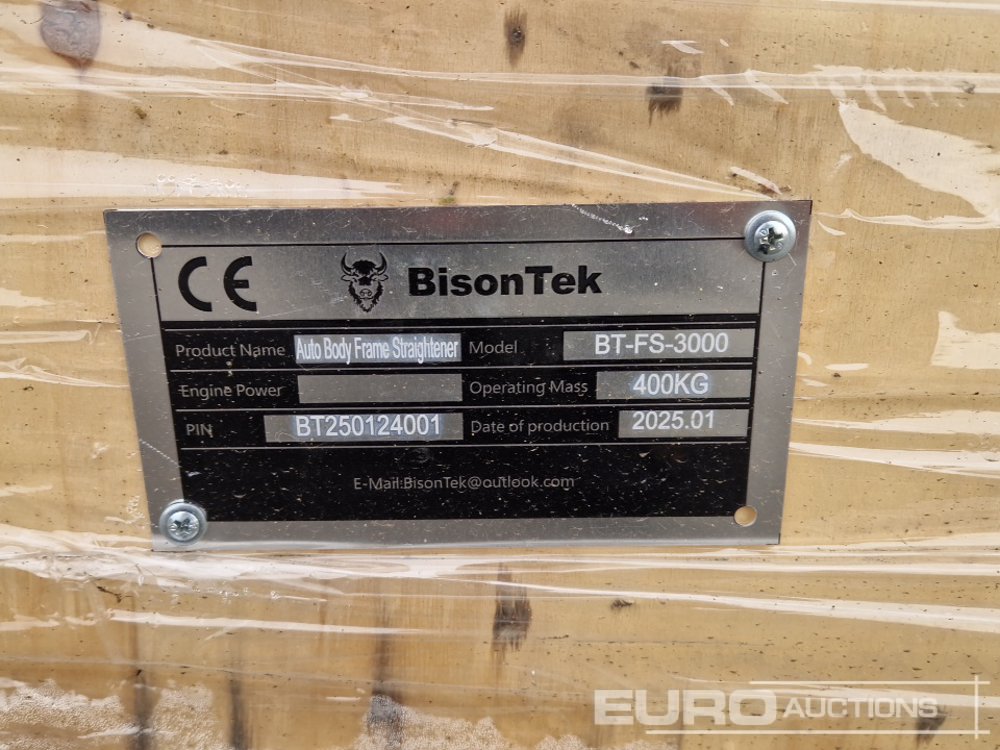 CE BisonTek
Product Name Auto Body Frame Straightener Model BT-FS-3000
Engine Power Operating Mass 400KG
PIN BT250124001 Date of production 2025.01
E-Mail:BisonTek@outlook.com
EURO AUCTIONS